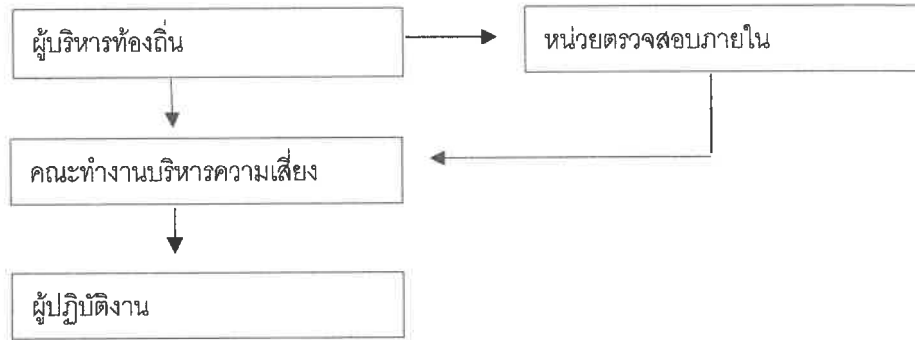 ผู้บริหารท้องถิ่น
หน่วยตรวจสอบภายใน
คณะทำงานบริหารความเสี่ยง
ผู้ปฏิบัติงาน